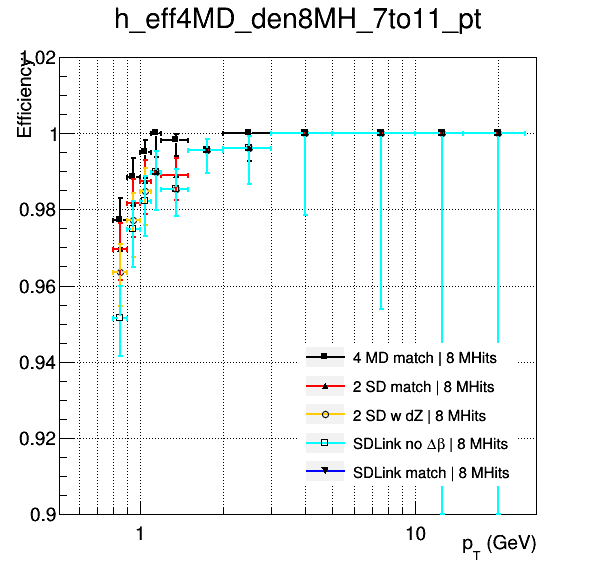 h_eff4MD_den8MH_7to11_pt
Efficiency
1.02
1
0.98
0.96
0.94
0.92
0.9
4 MD match | 8 MHits
2 SD match | 8 MHits
2 SD w dZ | 8 MHits
SDLink no Δβ | 8 MHits
SDLink match | 8 MHits
1
10
p_T (GeV)